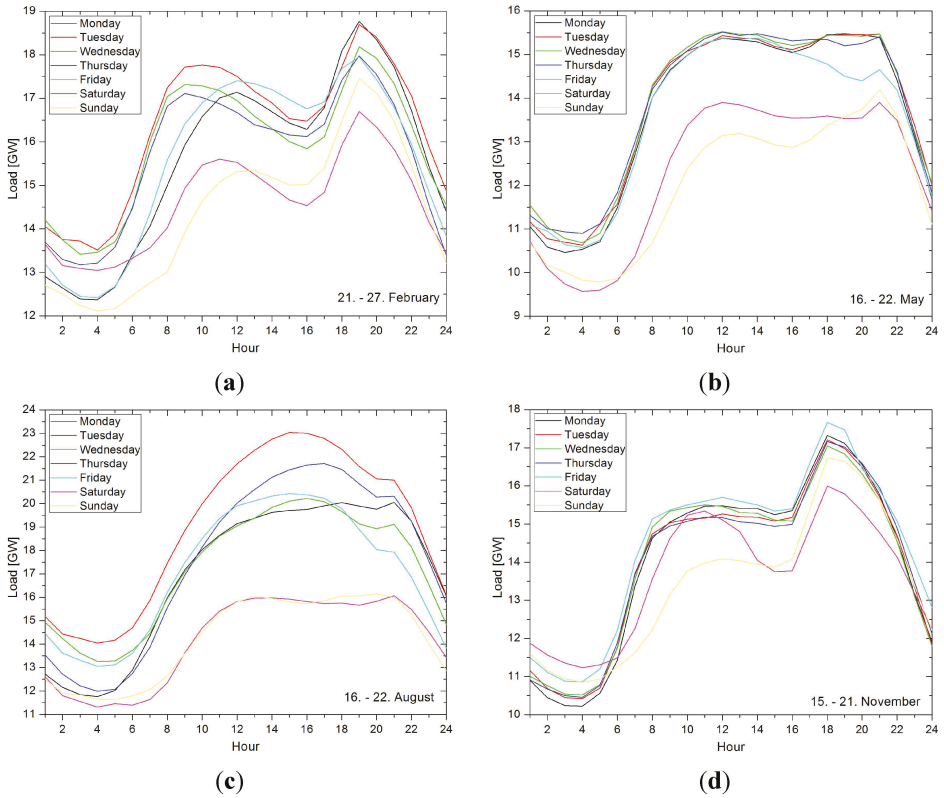 19
18
17
16
15
14
13
12
Load [GW]
Monday
Tuesday
Wednesday
Thursday
Friday
Saturday
Sunday
21. - 27. February
2 4 6 8 10 12 14 16 18 20 22 24
Hour
(a)
16
15
14
13
12
11
10
9
Load [GW]
Monday
Tuesday
Wednesday
Thursday
Friday
Saturday
Sunday
16. - 22. May
2 4 6 8 10 12 14 16 18 20 22 24
Hour
(b)
24
23
22
21
20
19
18
17
16
15
14
13
12
11
Load [GW]
Monday
Tuesday
Wednesday
Thursday
Friday
Saturday
Sunday
16. - 22. August
2 4 6 8 10 12 14 16 18 20 22 24
Hour
(c)
18
17
16
15
14
13
12
11
10
Load [GW]
Monday
Tuesday
Wednesday
Thursday
Friday
Saturday
Sunday
15. - 21. November
2 4 6 8 10 12 14 16 18 20 22 24
Hour
(d)